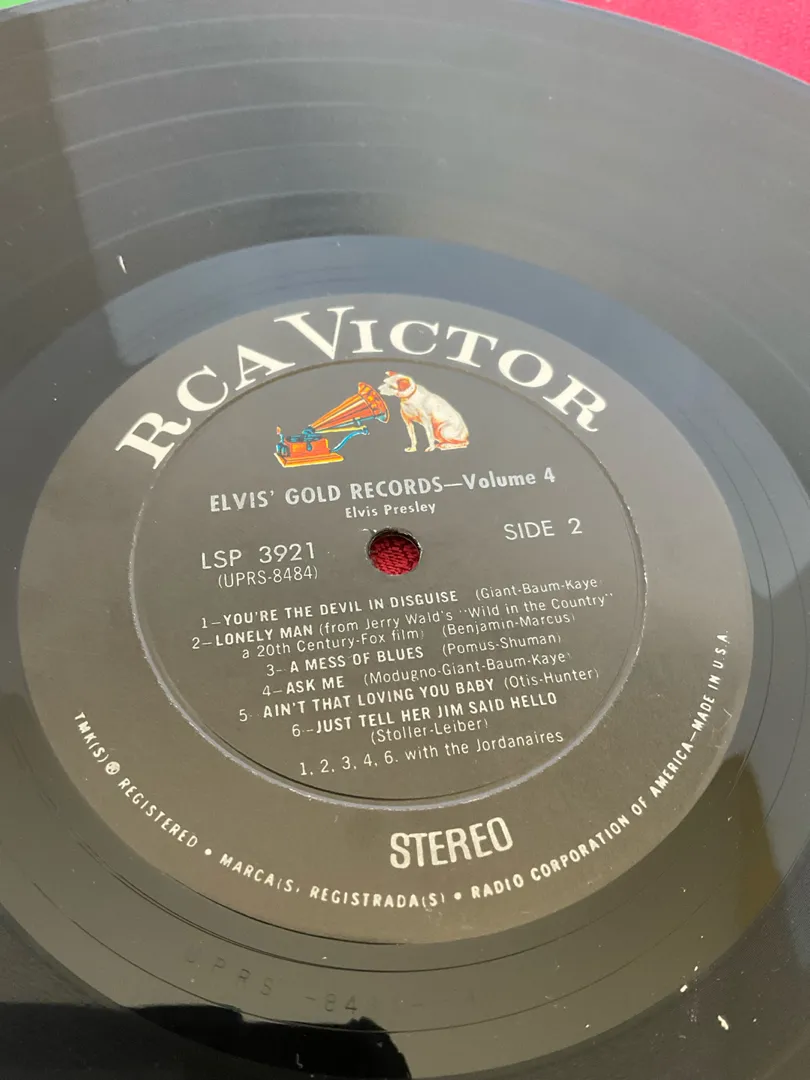 RCA VICTOR
ELVIS' GOLD RECORDS—Volume 4
Elvis Presley
LSP 3921
SIDE 2
(UPRS-8484)
1—YOU'RE THE DEVIL IN DISGUISE (Giant-Baum-Kaye)
2—LONELY MAN (from Jerry Wald's "Wild in the Country"
a 20th Century-Fox film) (Benjamin-Marcus)
3—A MESS OF BLUES (Pomus-Shuman)
4—ASK ME (Modugno-Giant-Baum-Kaye)
5—AIN'T THAT LOVING YOU BABY (Otis-Hunter)
6—JUST TELL HER JIM SAID HELLO
(Stoller-Leiber)
1, 2, 3, 4, 6. with the Jordanaires
STEREO
TMK(S) ® REGISTERED • MARCA(S) REGISTRADA(S) • RADIO CORPORATION OF AMERICA—MADE IN U.S.A.
UPRS -84